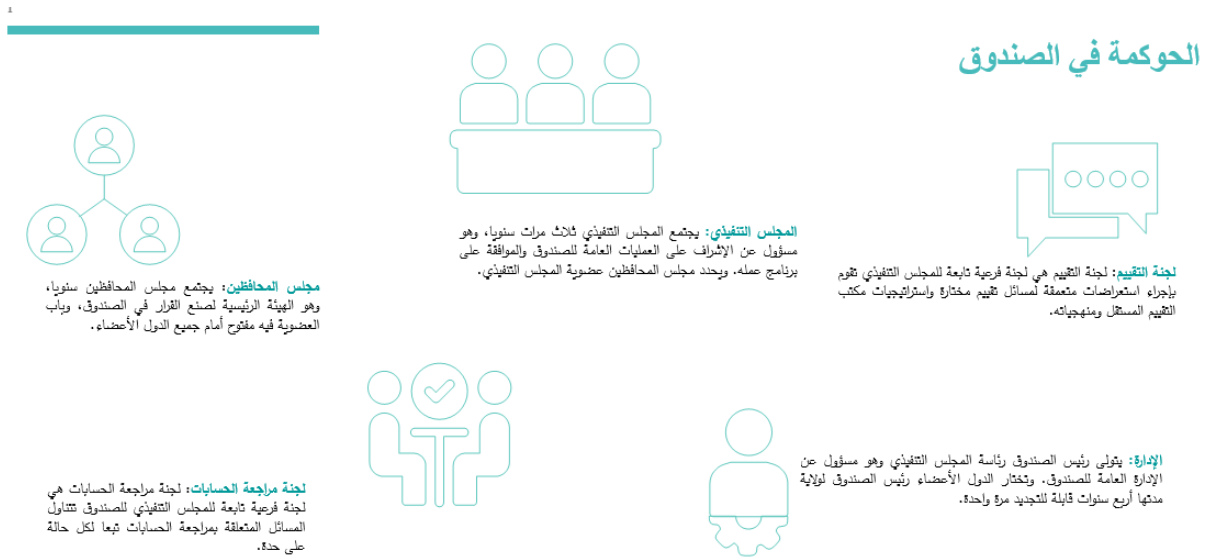 الحوكمة في الصندوق
لجنة التقييم: لجنة التقييم هي لجنة فرعية تابعة للمجلس التنفيذي تقوم
بإجراء استعراضات متعمقة لمسائل تقييم مختارة واستراتيجيات مكتب
التقييم المستقل ومنهجياته.
المجلس التنفيذي: يجتمع المجلس التنفيذي ثلاث مرات سنويا، وهو
مسؤول عن الإشراف على العمليات العامة للصندوق والموافقة على
برنامج عمله. ويحدد مجلس المحافظين عضوية المجلس التنفيذي.
مجلس المحافظين: يجتمع مجلس المحافظين سنويا،
وهو الهيئة الرئيسية لصنع القرار في الصندوق، وباب
العضوية فيه مفتوح أمام جميع الدول الأعضاء.
الإدارة: يتولى رئيس الصندوق رئاسة المجلس التنفيذي وهو مسؤول عن
الإدارة العامة للصندوق. وتختار الدول الأعضاء رئيس الصندوق لولاية
مدتها أربع سنوات قابلة للتجديد مرة واحدة.
لجنة مراجعة الحسابات: لجنة مراجعة الحسابات هي
لجنة فرعية تابعة للمجلس التنفيذي للصندوق تتناول
المسائل المتعلقة بمراجعة الحسابات تبعا لكل حالة
على حدة.